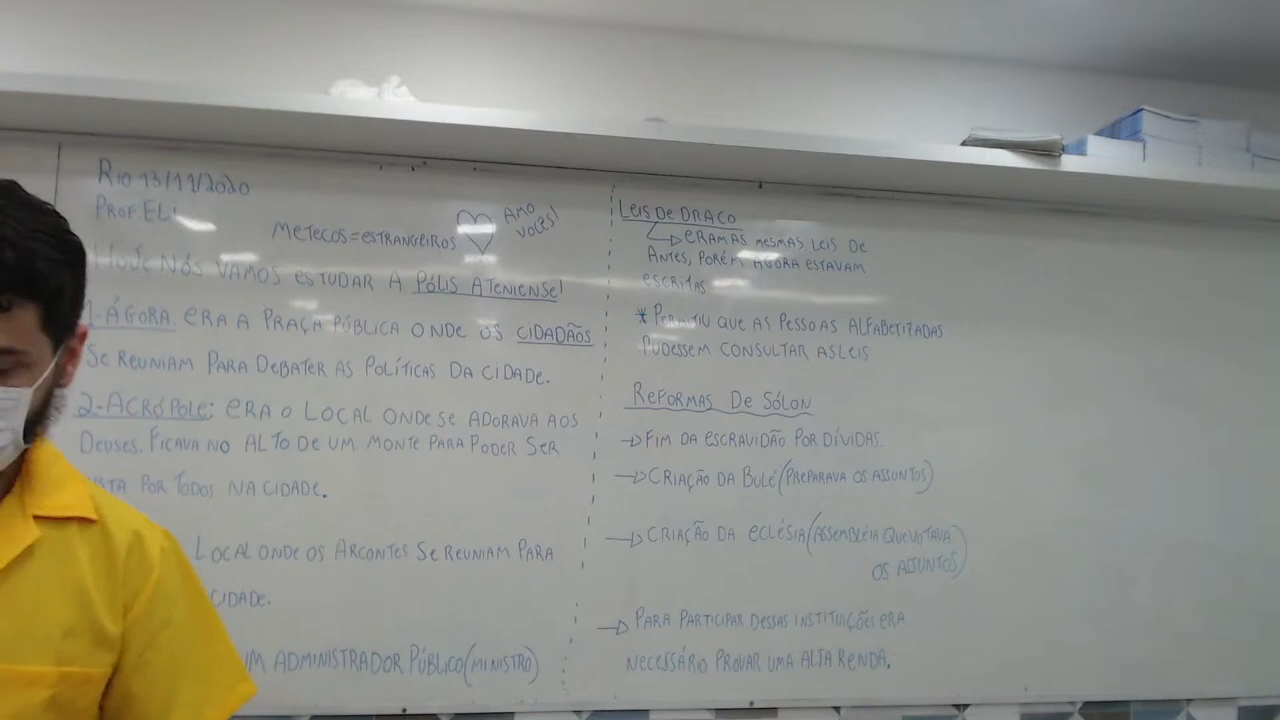 RIO 13/11/2020
PROF ELI
METECOS = ESTRANGEIROS
AMO
VOCÊS!
HOJE NÓS VAMOS ESTUDAR A PÓLIS ATENIENSE!
1-ÁGORA: ERA A PRAÇA PÚBLICA ONDE OS CIDADÃOS
SE REUNIAM PARA DEBATER AS POLÍTICAS DA CIDADE.
2-ACRÓPOLE: ERA O LOCAL ONDE SE ADORAVA AOS
DEUSES. FICAVA NO ALTO DE UM MONTE PARA PODER SER
POR TODOS NA CIDADE.
LOCAL ONDE OS ARCONTES SE REUNIAM PARA
CIDADE.
ADMINISTRADOR PÚBLICO (MINISTRO)
LEIS DE DRACO
ERAM AS MESMAS LEIS DE
ANTES, PORÉM AGORA ESTAVAM
ESCRITAS
* PERMITIU QUE AS PESSOAS ALFABETIZADAS
PUDESSEM CONSULTAR AS LEIS
REFORMAS DE SÓLON
→ FIM DA ESCRAVIDÃO POR DÍVIDAS.
→ CRIAÇÃO DA BULÉ (PREPARAVA OS ASSUNTOS)
→ CRIAÇÃO DA ECLÉSIA (ASSEMBLÉIA QUE VOTAVA
OS ASSUNTOS)
→ PARA PARTICIPAR DESSAS INSTITUIÇÕES ERA
NECESSÁRIO PROVAR UMA ALTA RENDA.